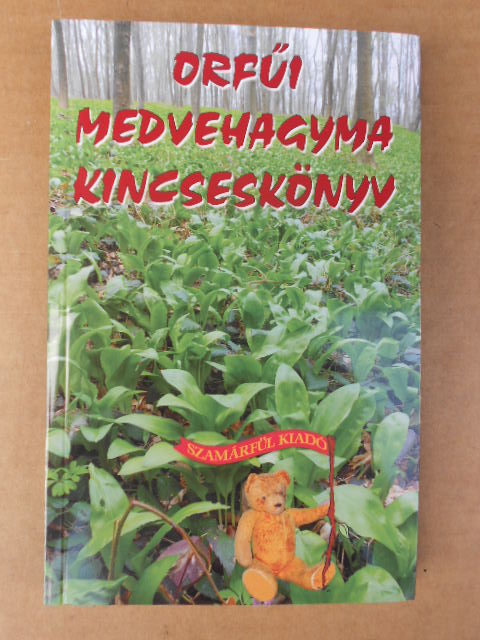 ORFŰI
MEDVEHAGYMA
KINCSESKÖNYV
SZAMÁRFÜL KIADÓ